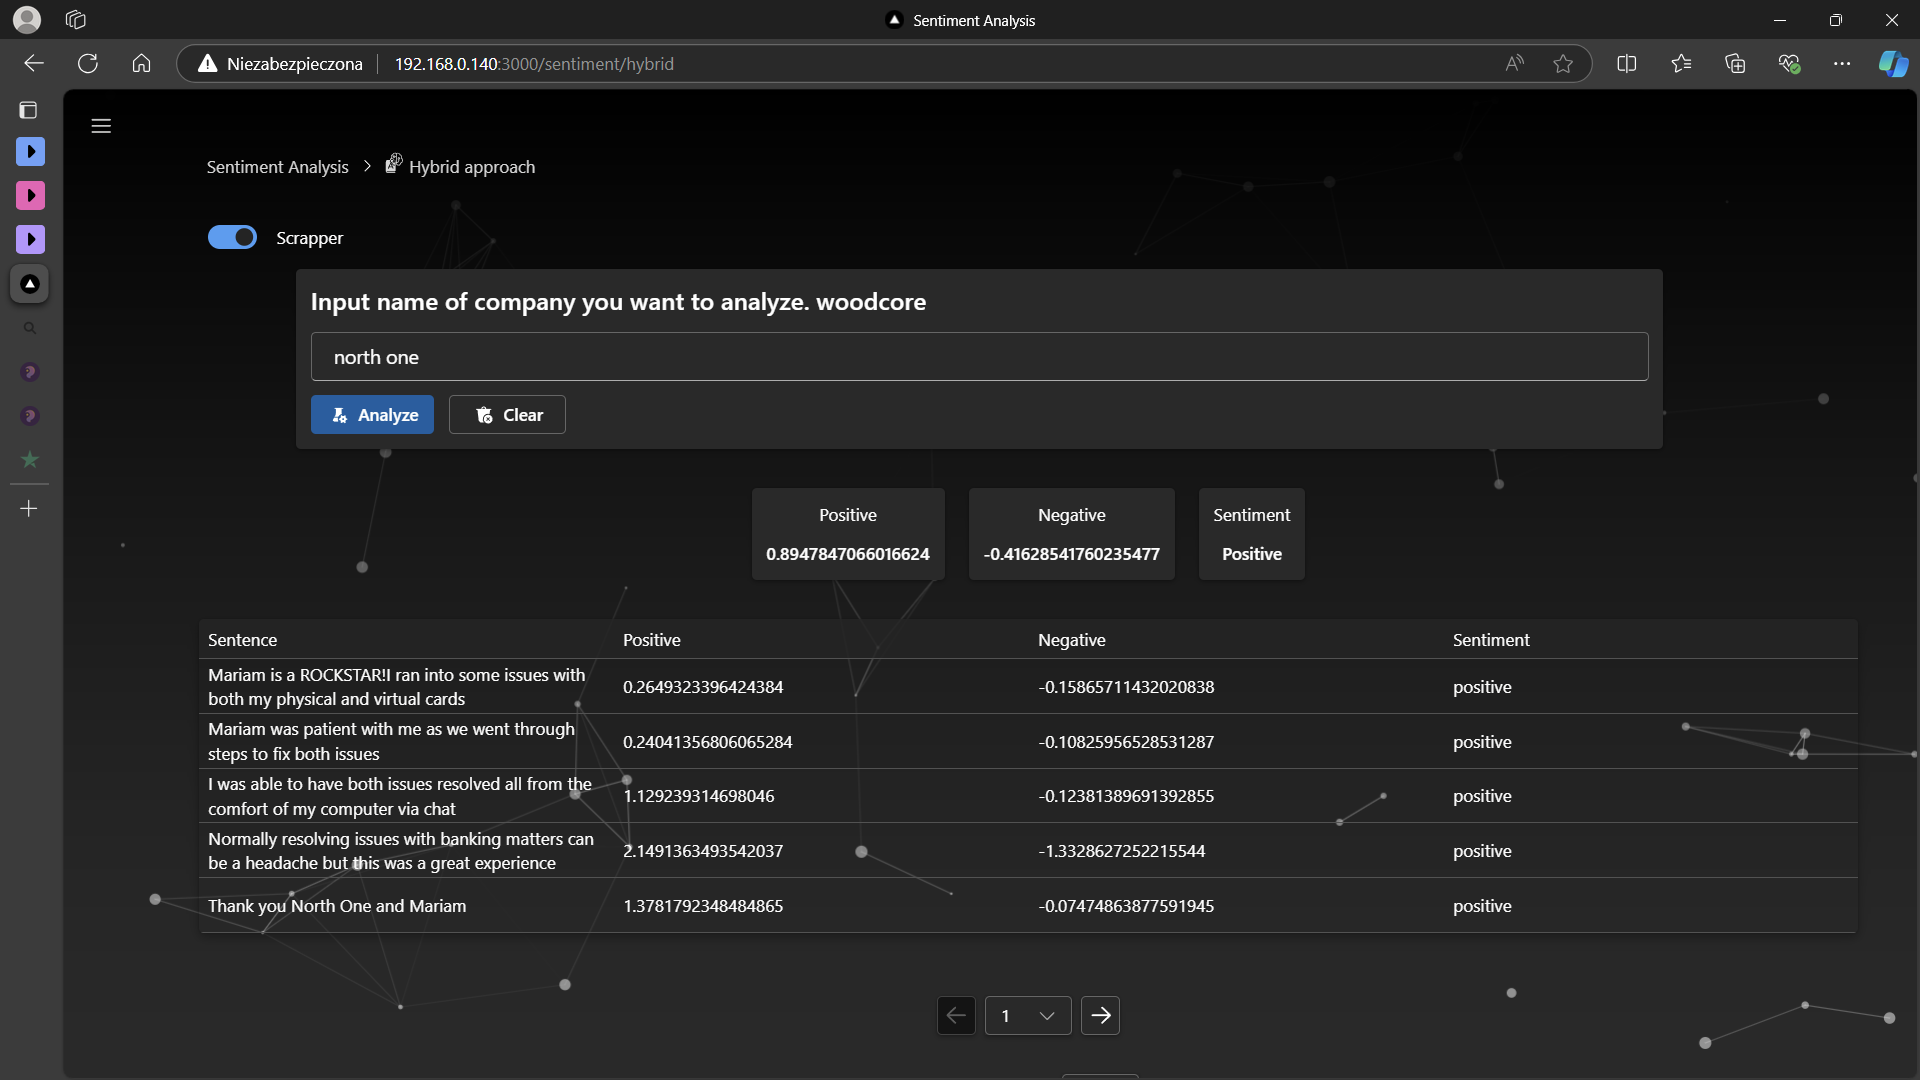 Sentiment Analysis
Niezabezpieczona
192.168.0.140:3000/sentiment/hybrid
Sentiment Analysis > Hybrid approach
Scrapper
Input name of company you want to analyze. woodcore
north one
Analyze
Clear
Positive
0.8947847066016624
Negative
-0.41628541760235477
Sentiment
Positive
Sentence Positive Negative Sentiment
Mariam is a ROCKSTAR!I ran into some issues with
both my physical and virtual cards
0.2649323396424384
-0.15865711432020838
positive
Mariam was patient with me as we went through
steps to fix both issues
0.24041356806065284
-0.10825956528531287
positive
I was able to have both issues resolved all from the
comfort of my computer via chat
1.129239314698046
-0.12381389691392855
positive
Normally resolving issues with banking matters can
be a headache but this was a great experience
2.1491363493542037
-1.3328627252215544
positive
Thank you North One and Mariam
1.3781792348484865
-0.07474863877591945
positive
1